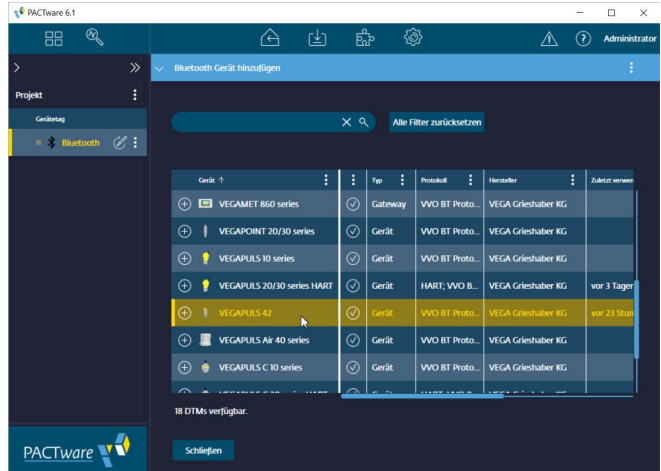 PACTware 6.1
Administrator
Bluetooth Gerät hinzufügen
Projekt
Gerätetag
Bluetooth
Alle Filter zurücksetzen
Gerät Typ Protokoll Hersteller Zuletzt verwen
VEGAMET 860 series Gateway VVO BT Proto... VEGA Grieshaber KG
VEGAPOINT 20/30 series Gerät VVO BT Proto... VEGA Grieshaber KG
VEGAPULS 10 series Gerät VVO BT Proto... VEGA Grieshaber KG
VEGAPULS 20/30 series HART Gerät HART; VVO B... VEGA Grieshaber KG vor 3 Tagen
VEGAPULS 42 Gerät VVO BT Proto... VEGA Grieshaber KG vor 23 Stun
VEGAPULS Air 40 series Gerät VVO BT Proto... VEGA Grieshaber KG
VEGAPULS C 10 series Gerät VVO BT Proto... VEGA Grieshaber KG
18 DTMs verfügbar.
Schließen
PACTware